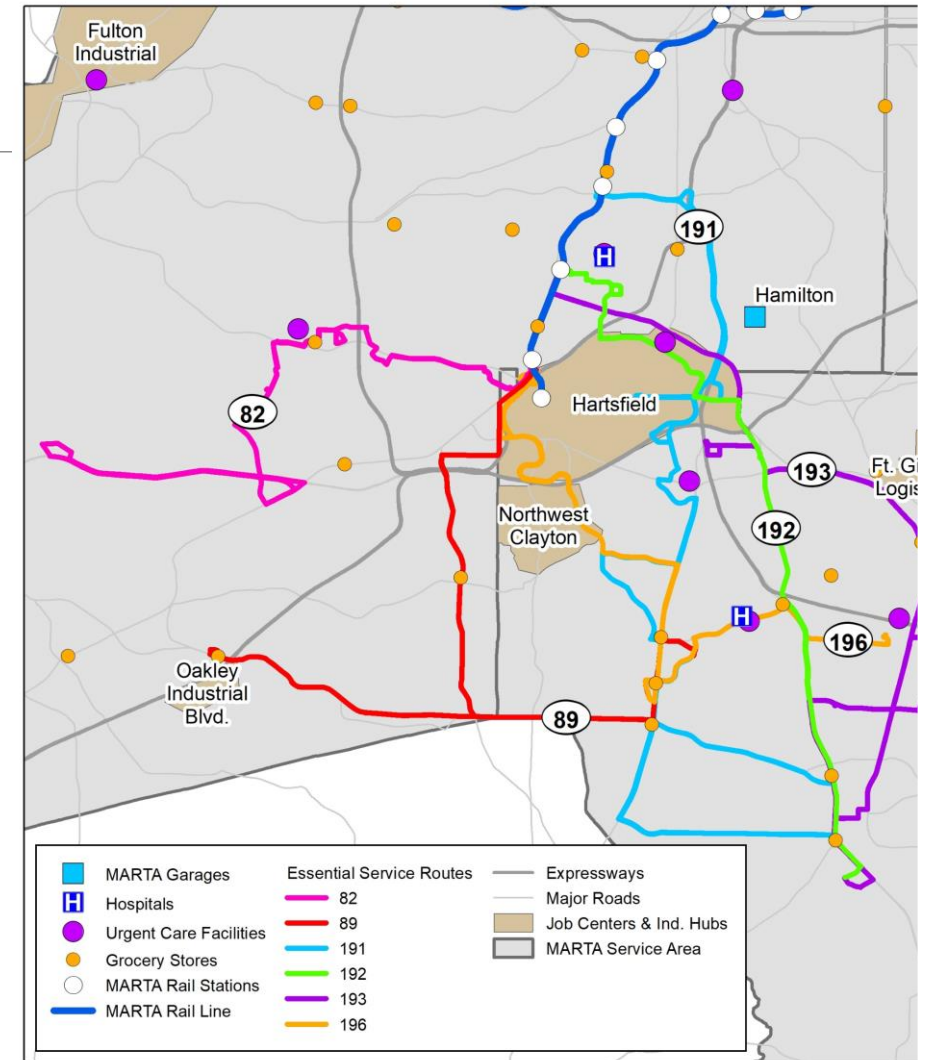 Fulton
Industrial
191
Hamilton
Hartsfield
82
193
Ft. Gi
Logis
Northwest
Clayton
192
196
Oakley
Industrial
Blvd.
89
MARTA Garages
H Hospitals
Urgent Care Facilities
Grocery Stores
MARTA Rail Stations
MARTA Rail Line
Essential Service Routes
82
89
191
192
193
196
Expressways
Major Roads
Job Centers & Ind. Hubs
MARTA Service Area
H
H